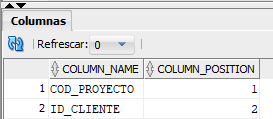 Columnas
Refrescar: 0
COLUMN_NAME COLUMN_POSITION
1 COD_PROYECTO 1
2 ID_CLIENTE 2